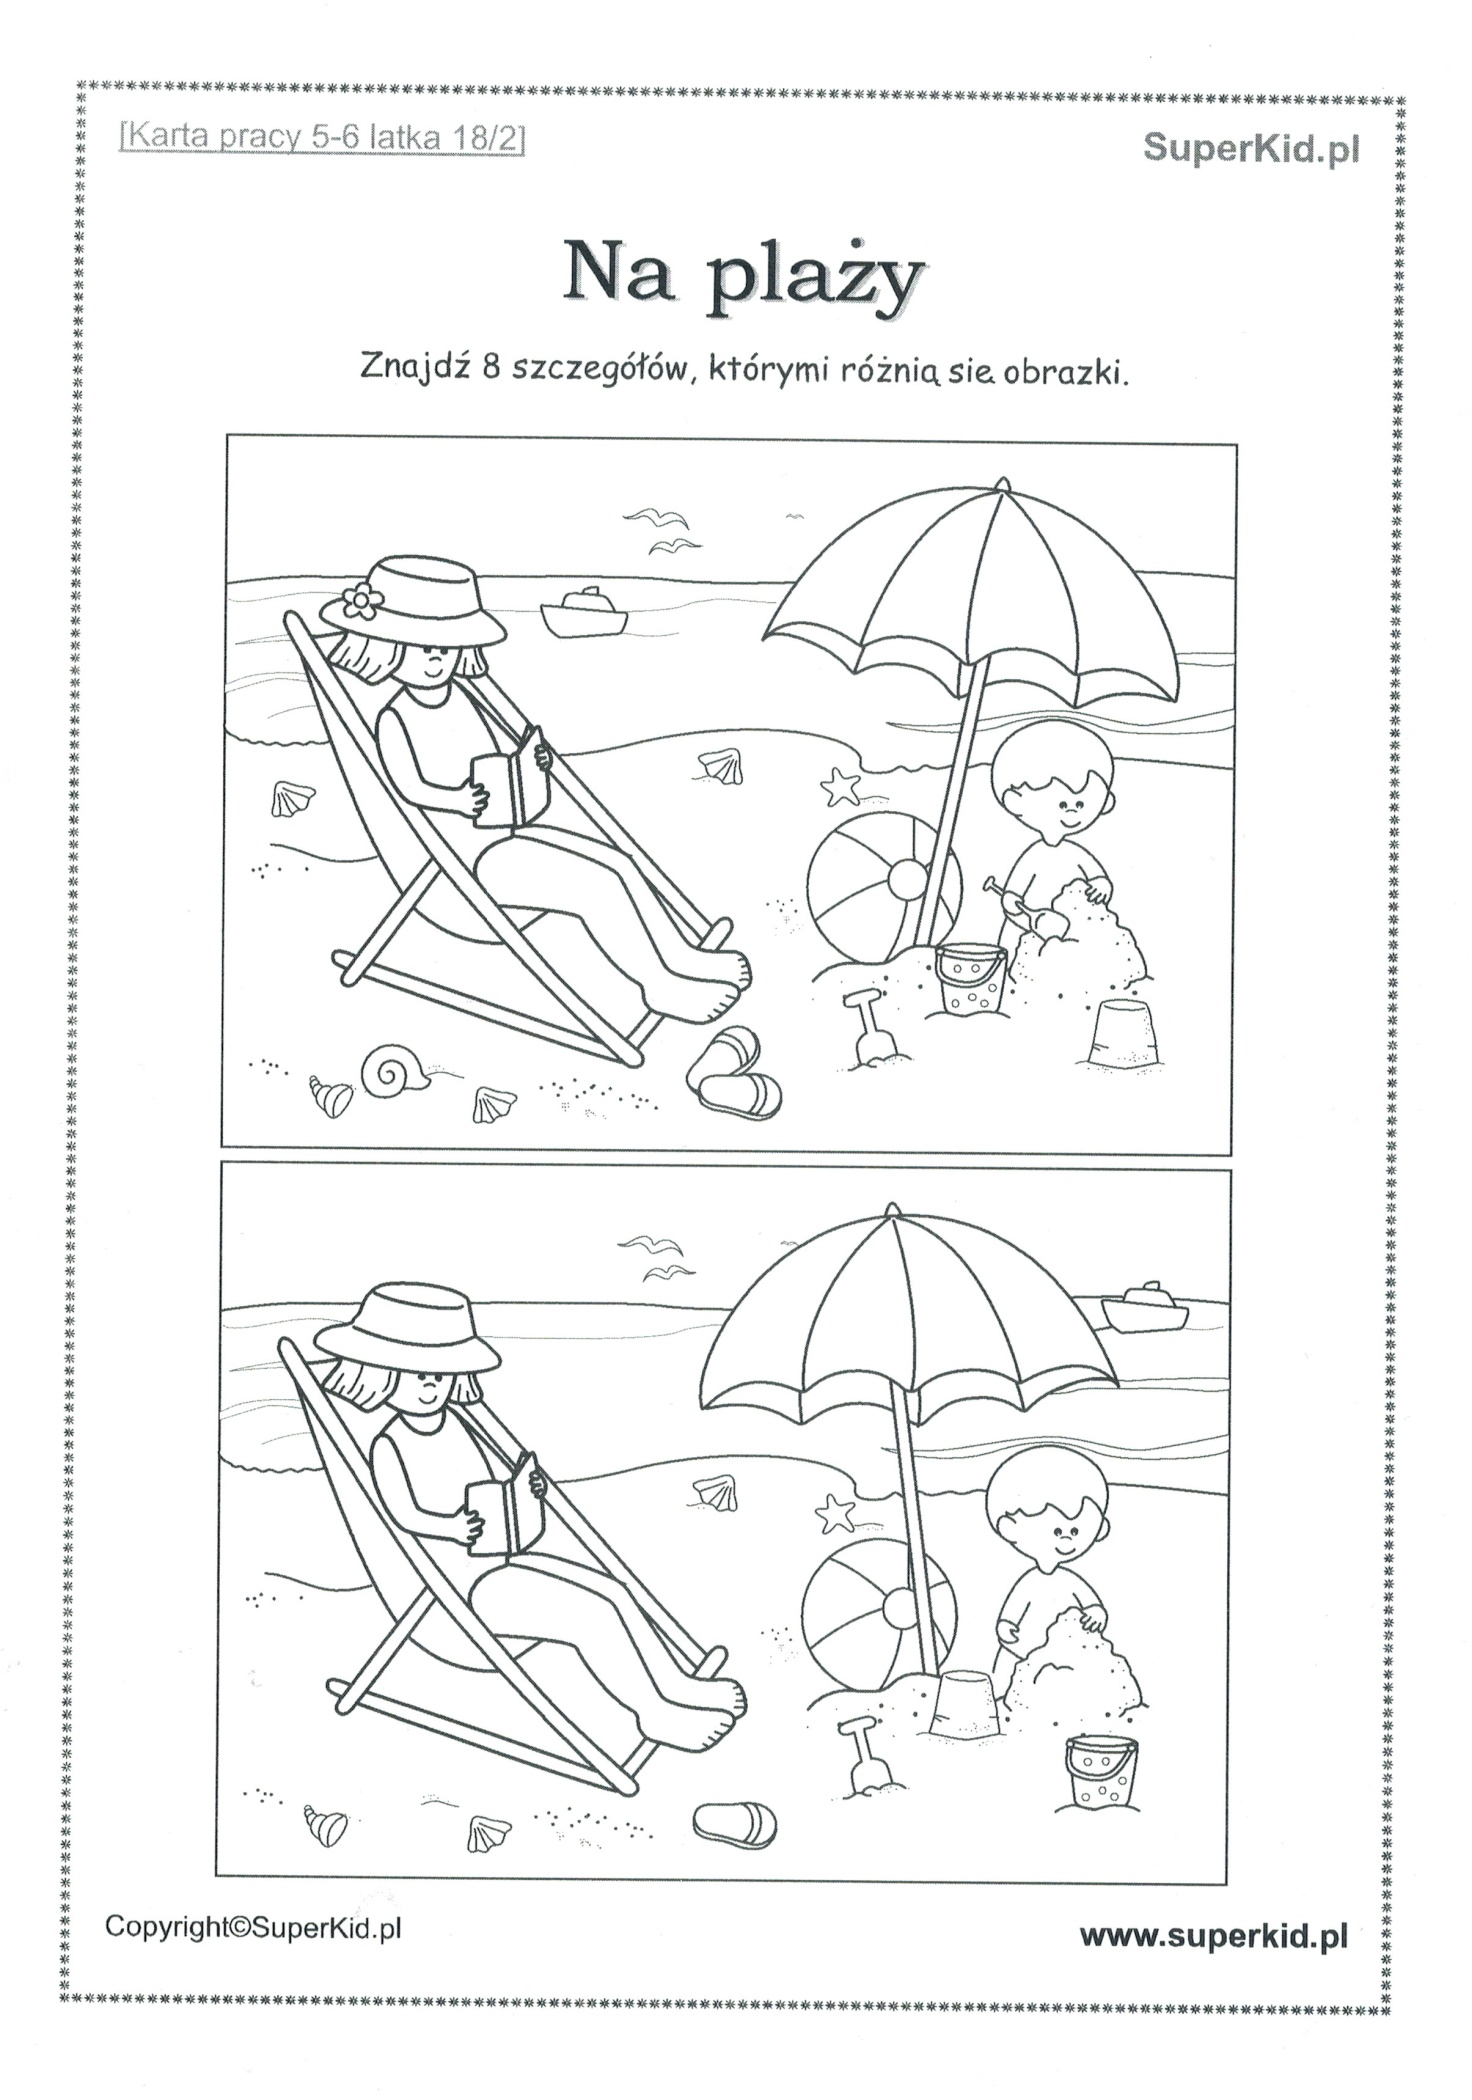 [Karta pracy 5-6 latka 18/2]
SuperKid.pl
Na plaży
Znajdź 8 szczegółów, którymi różnią się obrazki.
Copyright©SuperKid.pl
www.superkid.pl